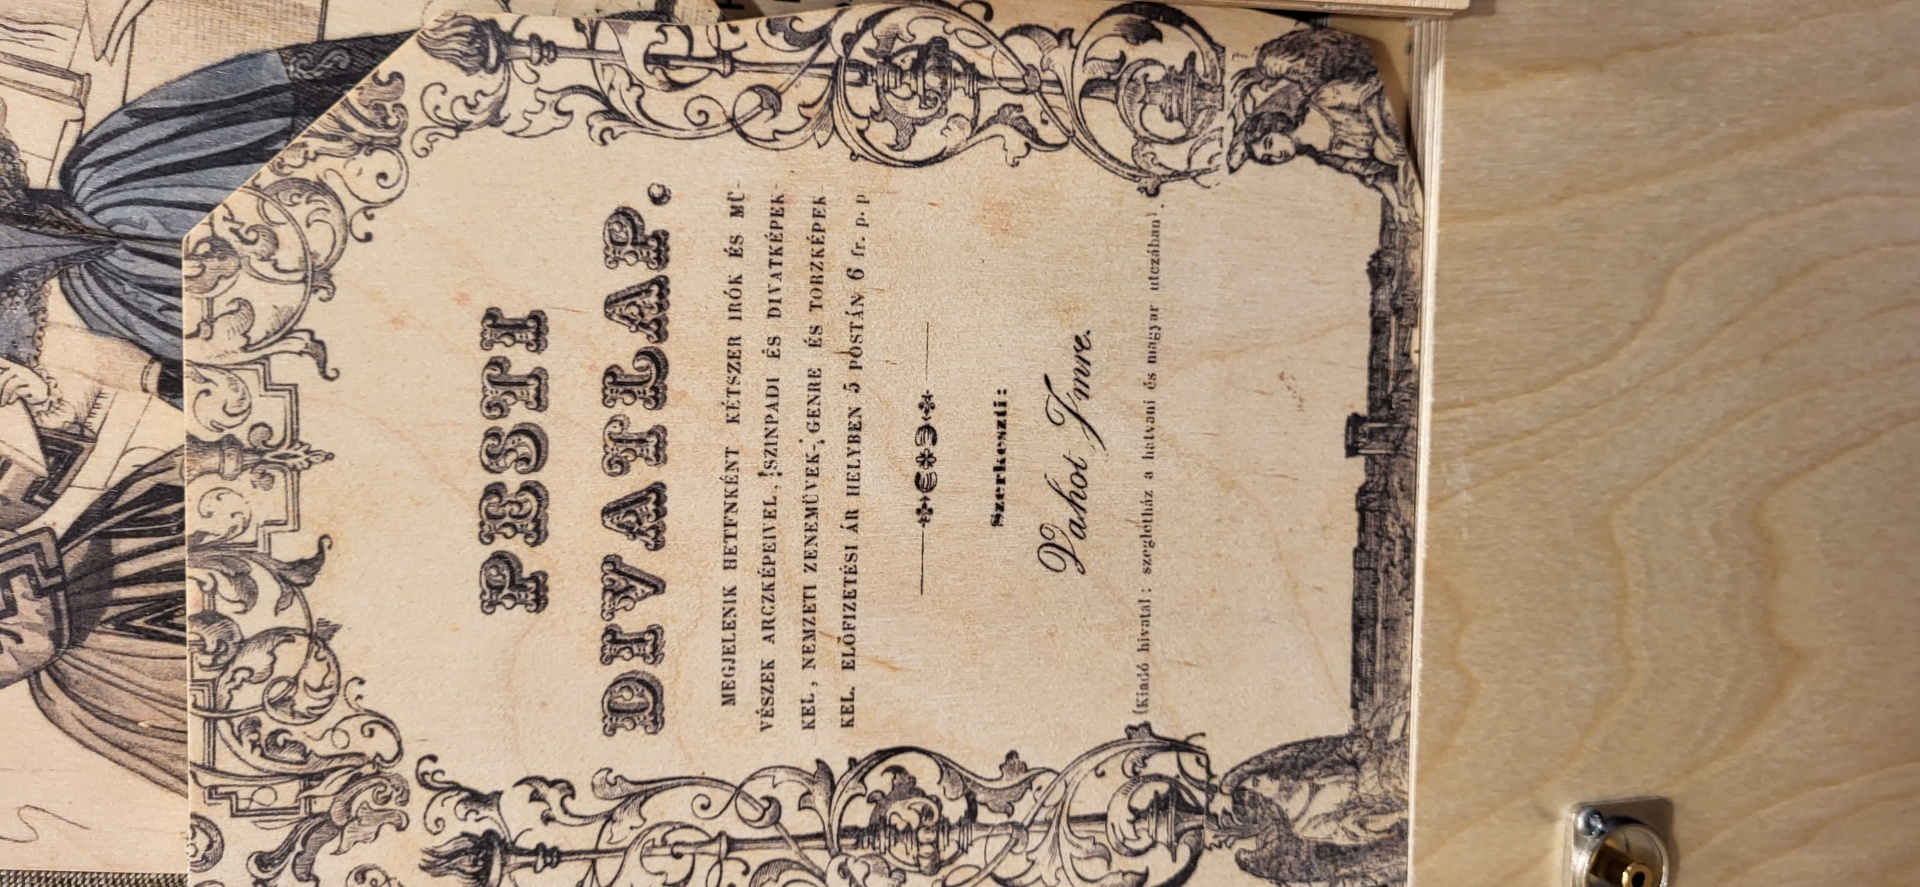 PESTI
DIVATLAP.
MEGJELENIK HETENKÉNT KÉTSZER IRÓK ÉS MŰ-
VÉSZEK ARCZKÉPEIVEL, SZINPADI ÉS DIVATKÉPEK-
KEL, NEMZETI ZENEMŰVEK-, GENRE ÉS TORZKÉPEK
KEL. ELŐFIZETÉSI ÁR HELYBEN 5 POSTÁN 6 fr. p. p
Szerkeszti:
Vahot Imre.
(Kiadó hivatal: szegletház a hatvani és magyar utczában).